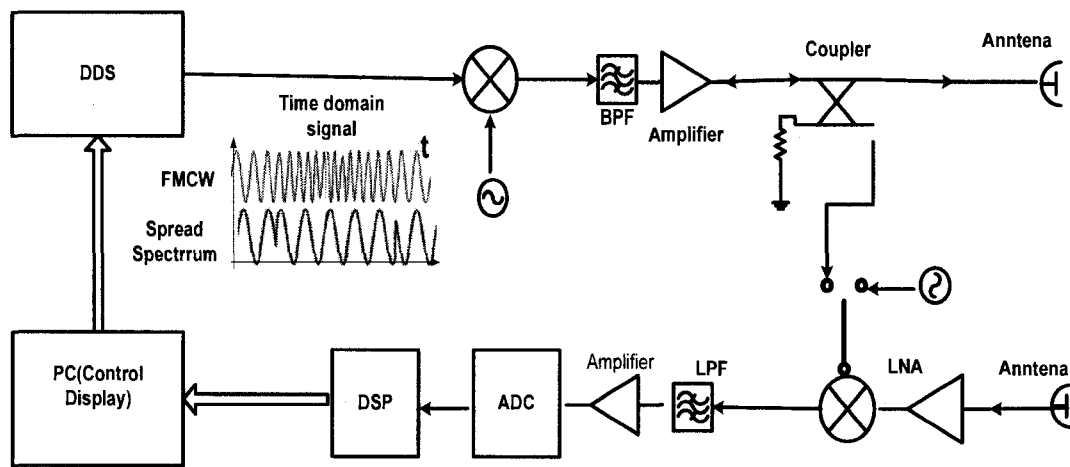 DDS
Time domain
signal
t
FMCW
Spread
Spectrrum
BPF
Amplifier
Coupler
Anntena
PC(Control
Display)
DSP
ADC
Amplifier
LPF
LNA
Anntena